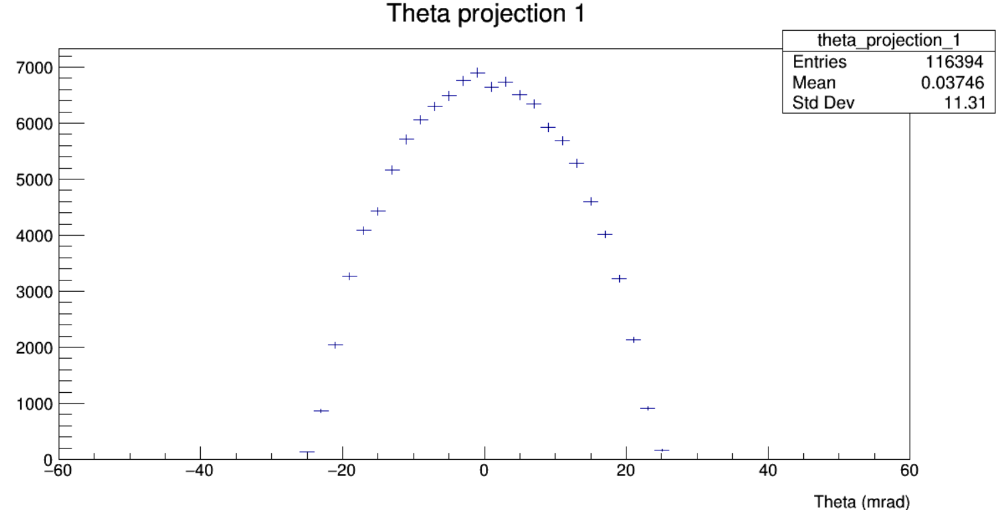 Theta projection 1
theta_projection_1
Entries 116394
Mean 0.03746
Std Dev 11.31
7000
6000
5000
4000
3000
2000
1000
0
−60 −40 −20 0 20 40 60
Theta (mrad)